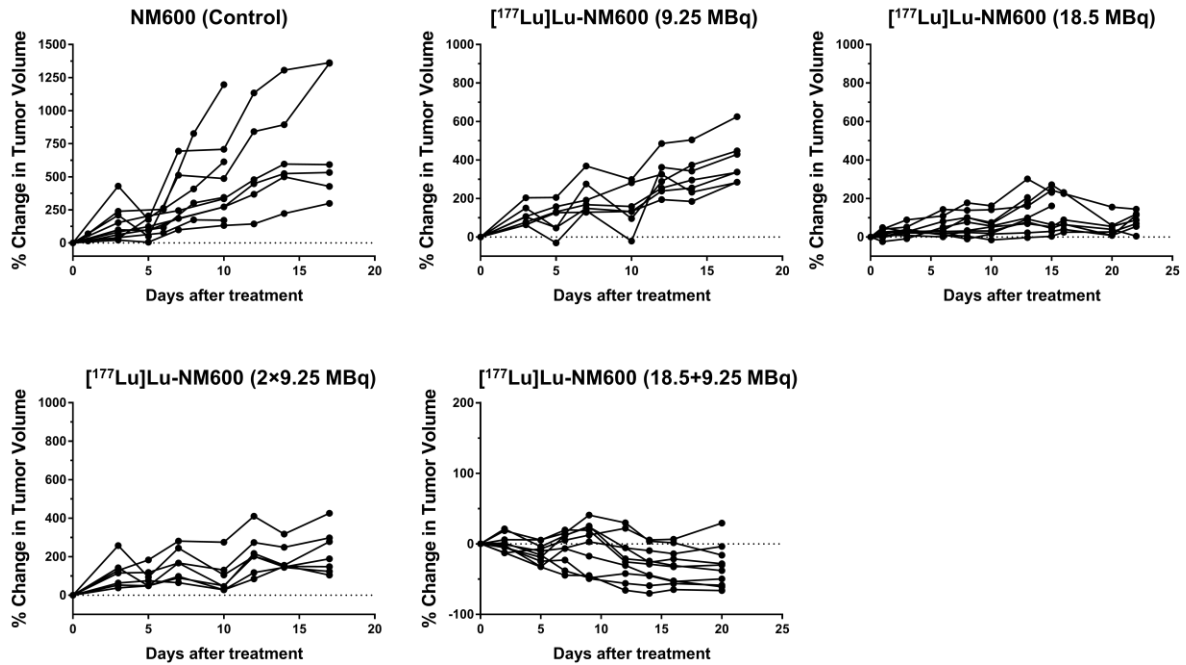 NM600 (Control)
% Change in Tumor Volume
1500
1250
1000
750
500
250
0
0 5 10 15 20
Days after treatment
[¹⁷⁷Lu]Lu-NM600 (9.25 MBq)
% Change in Tumor Volume
1000
800
600
400
200
0
0 5 10 15 20
Days after treatment
[¹⁷⁷Lu]Lu-NM600 (18.5 MBq)
% Change in Tumor Volume
1000
800
600
400
200
0
0 5 10 15 20 25
Days after treatment
[¹⁷⁷Lu]Lu-NM600 (2×9.25 MBq)
% Change in Tumor Volume
1000
800
600
400
200
0
0 5 10 15 20
Days after treatment
[¹⁷⁷Lu]Lu-NM600 (18.5+9.25 MBq)
% Change in Tumor Volume
200
100
0
-100
0 5 10 15 20 25
Days after treatment